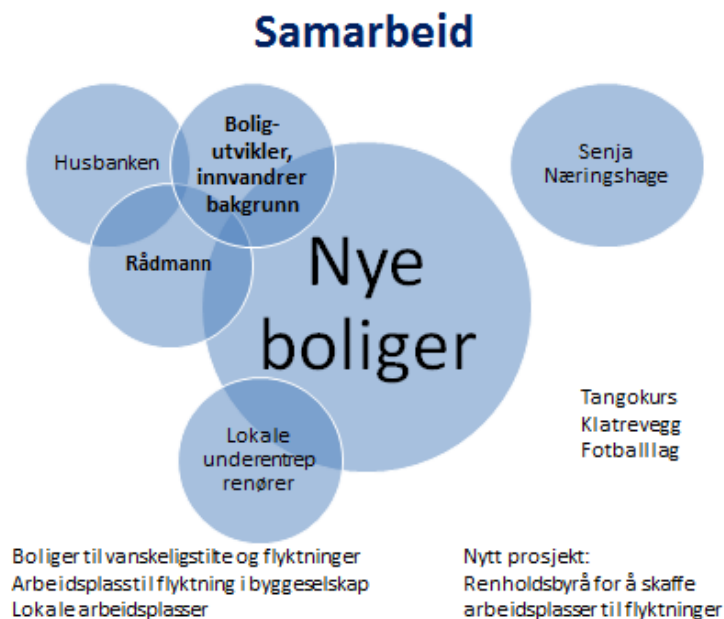 Samarbeid
Husbanken
Bolig-
utvikler,
innvandrer
bakgrunn
Senja
Næringshage
Rådmann
Nye
boliger
Tangokurs
Klatrevegg
Fotballlag
Lokale
underentrep
renører
Boliger til vanskeligstilte og flyktninger
Arbeidsplass til flyktning i byggeselskap
Lokale arbeidsplasser
Nytt prosjekt:
Renholdsbyrå for å skaffe
arbeidsplasser til flyktninger